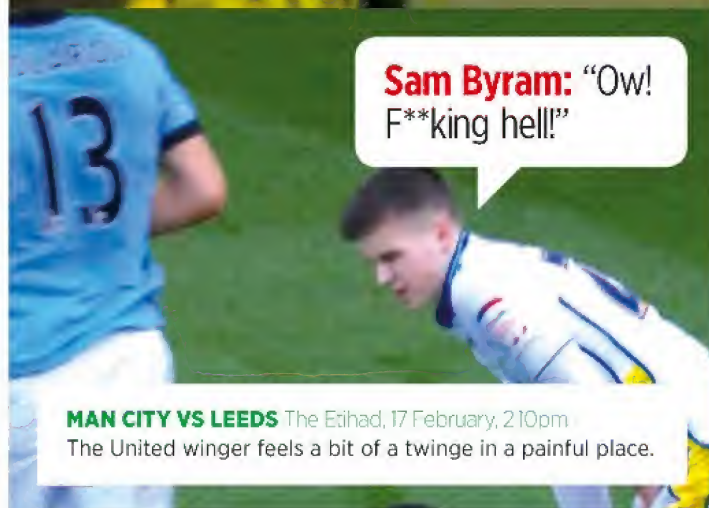 13
Sam Byram: “Ow!
F**king hell!”
MAN CITY VS LEEDS The Etihad, 17 February, 2.10pm
The United winger feels a bit of a twinge in a painful place.